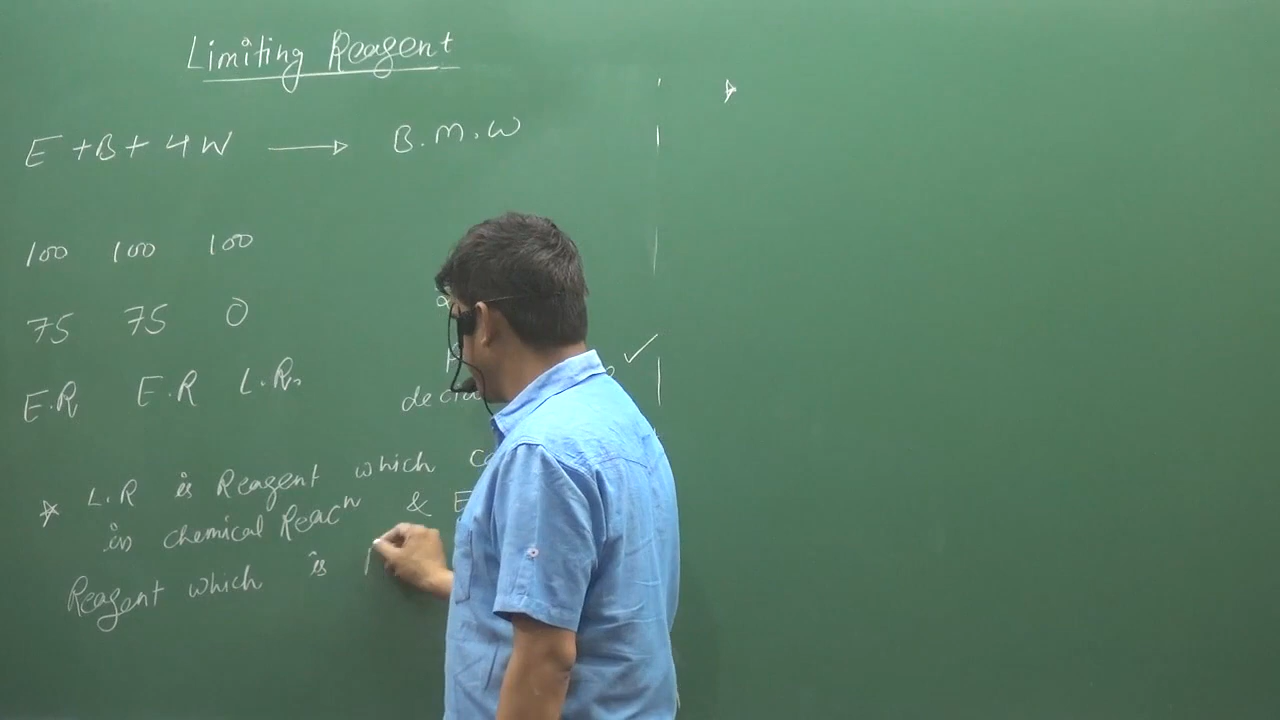 Limiting Reagent
E + B + 4W ⟶ B.M.W
100 100 100
75 75 0
E.R E.R L.R.
L.R is Reagent which
in chemical Reacⁿ & E
Reagent which is